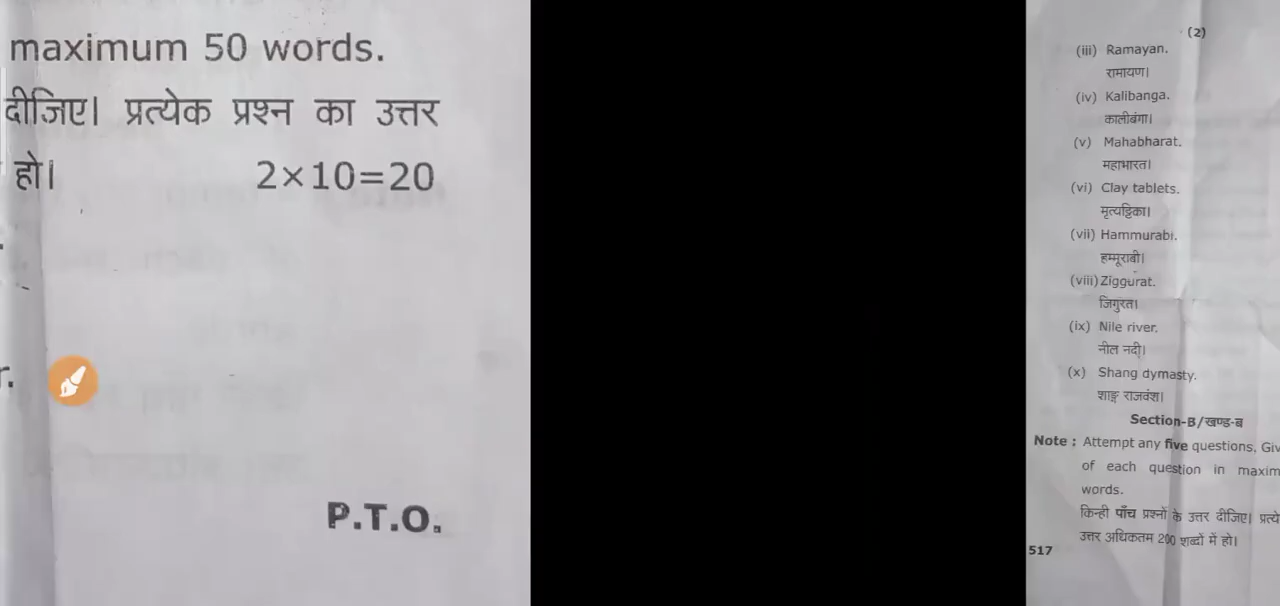 maximum 50 words.
दीजिए। प्रत्येक प्रश्न का उत्तर
हो। 2×10=20
P.T.O.
(2)
(iii) Ramayan.
रामायण।
(iv) Kalibanga.
कालीबंगा।
(v) Mahabharat.
महाभारत।
(vi) Clay tablets.
मृत्यट्टिका।
(vii) Hammurabi.
हम्मूराबी।
(viii) Ziggurat.
जिगुरत।
(ix) Nile river.
नील नदी।
(x) Shang dymasty.
शाङ्ग राजवंश।
Section-B/खण्ड-ब
Note : Attempt any five questions. Giv
of each question in maxim
words.
किन्ही पाँच प्रश्नों के उत्तर दीजिए। प्रत्ये
उत्तर अधिकतम 200 शब्दों में हो।
517